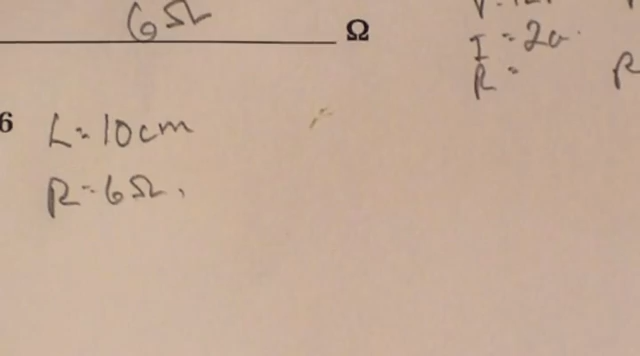 6Ω Ω
I = 2a.
R =
R
6 L = 10cm
R = 6Ω.